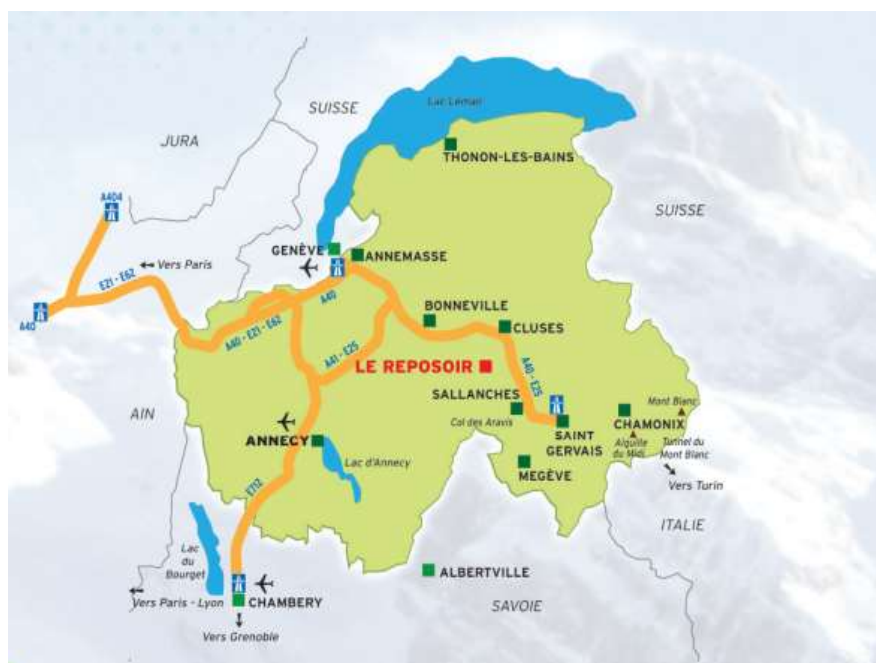 Lac Léman
SUISSE
JURA
THONON-LES-BAINS
A404
SUISSE
GENÈVE
ANNEMASSE
Vers Paris
E21 - E62
A40
A40
BONNEVILLE
CLUSES
A40 - E21 - E62
A41 - E25
LE REPOSOIR
A40 - E25
SALLANCHES
Mont Blanc
AIN
Col des Aravis
SAINT
GERVAIS
CHAMONIX
ANNECY
Aiguille
du Midi
Tunnel du
Mont Blanc
Lac d'Annecy
MEGÈVE
Vers Turin
E712
ITALIE
Lac
du
Bourget
ALBERTVILLE
Vers Paris - Lyon
CHAMBERY
SAVOIE
Vers Grenoble